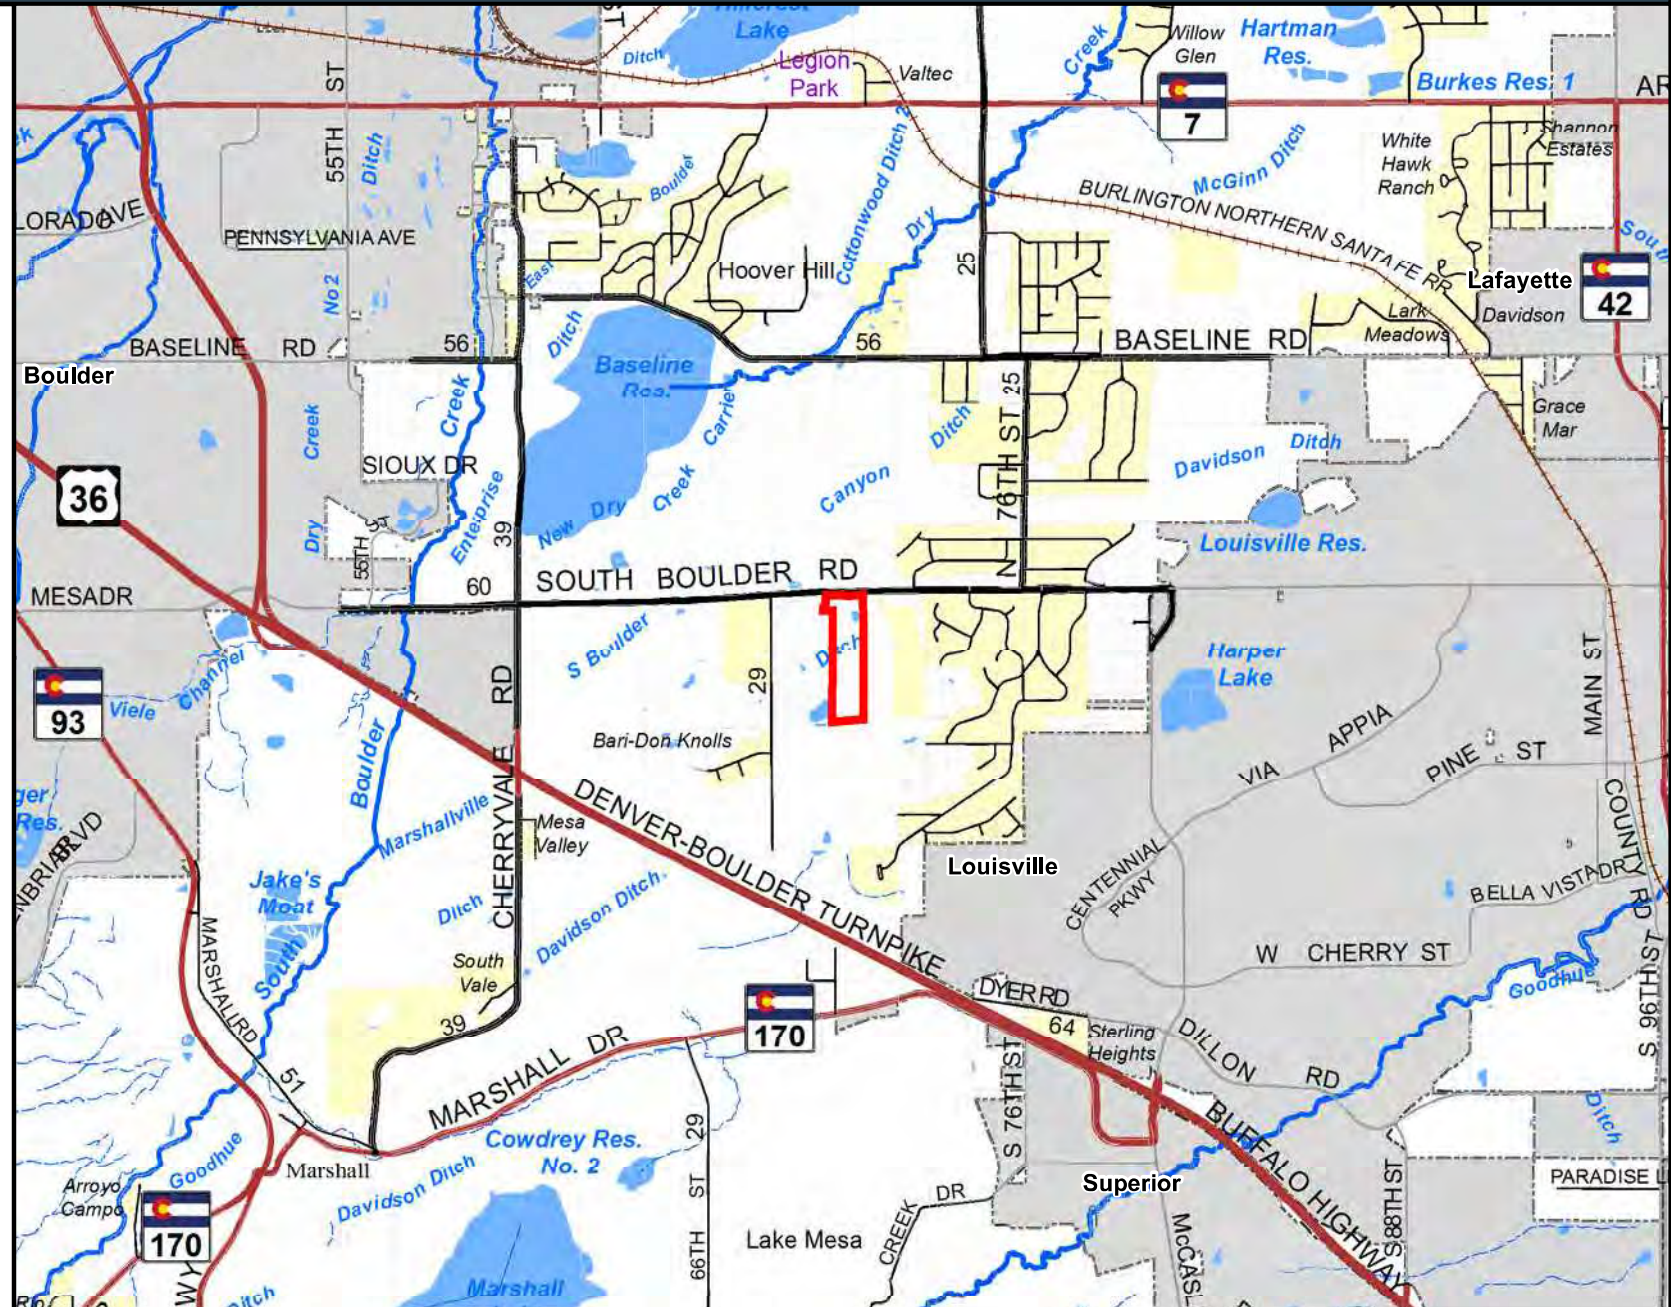 Hillcrest
Lake
Ditch
Legion
Park
Valtec
Creek
Willow
Glen
Hartman
Res.
Burkes Res. 1
7
ST
55TH
Ditch
No 2
PENNSYLVANIA AVE
AVE
Boulder
East
Hoover Hill
Cottonwood Ditch 2
Dry
25
McGinn Ditch
BURLINGTON NORTHERN SANTA FE RR
White
Hawk
Ranch
Shannon
Estates
Lafayette
42
Davidson
Lark
Meadows
BASELINE RD
56
Boulder
Ditch
Baseline
Res.
56
BASELINE RD
Creek
Carrier
Creek
Dry
New
Canyon
Ditch
76TH ST
25
N
Davidson
Ditch
Grace
Mar
Louisville Res.
36
Creek
Dry
SIOUX DR
Creek
Enterprise
39
55TH
MESA DR
60
SOUTH BOULDER RD
S Boulder
Ditch
29
Bari-Don Knolls
Harper
Lake
MAIN ST
93
Viele
Channel
CHERRYVALE RD
Boulder
VIA APPIA
PINE ST
DENVER-BOULDER TURNPIKE
Marshallville
Ditch
Mesa
Valley
Louisville
CENTENNIAL
PKWY
COUNTY RD
BELLA VISTA DR
Jake's
Moat
South
Davidson Ditch
South
Vale
W CHERRY ST
S 96TH ST
Goodhue
MARSHALL RD
39
170
DYER RD
64
Sterling
Heights
DILLON RD
51
MARSHALL DR
S 76TH ST
Cowdrey Res.
No. 2
29
66TH ST
BUFFALO HIGHWAY
Ditch
Marshall
Goodhue
Davidson Ditch
Arroyo
Campo
170
Superior
S 88TH ST
Lake Mesa
CREEK DR
Marshall